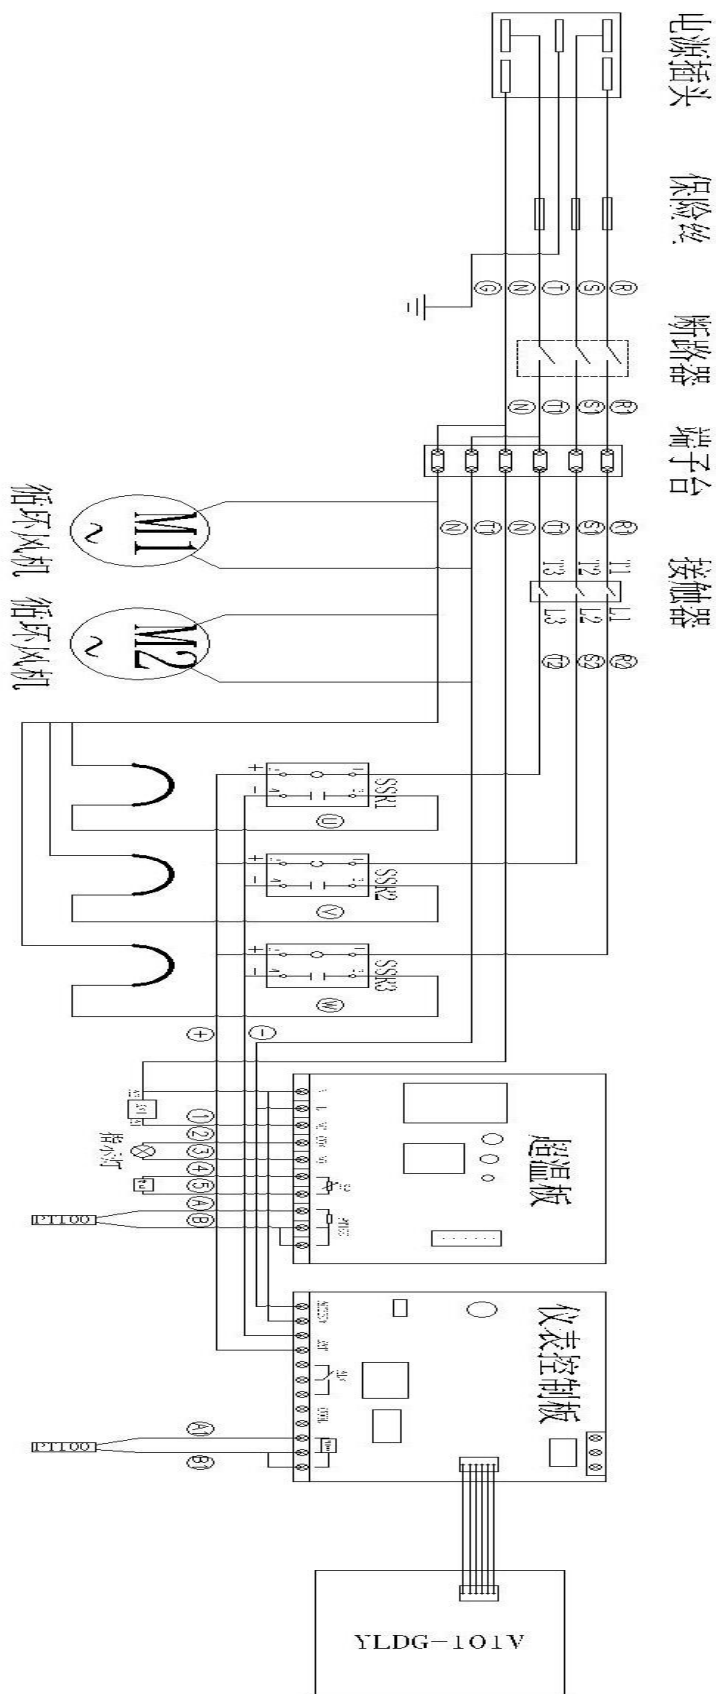 电源插头
保险丝
断路器
端子台
接触器
R
S
T
N
G
R1
S1
T1
N
R1
S1
T1
N
T1
N
T1
T2
T3
L1
L2
L3
R2
S2
T2
M1
~
循环风机
M2
~
循环风机
SSR1
+
-
U
SSR2
+
-
V
SSR3
+
-
W
+
-
超温板
1
2
3
4
5
A
B
指示灯
PT100
仪表控制板
A1
B1
PT100
YLDG-101V